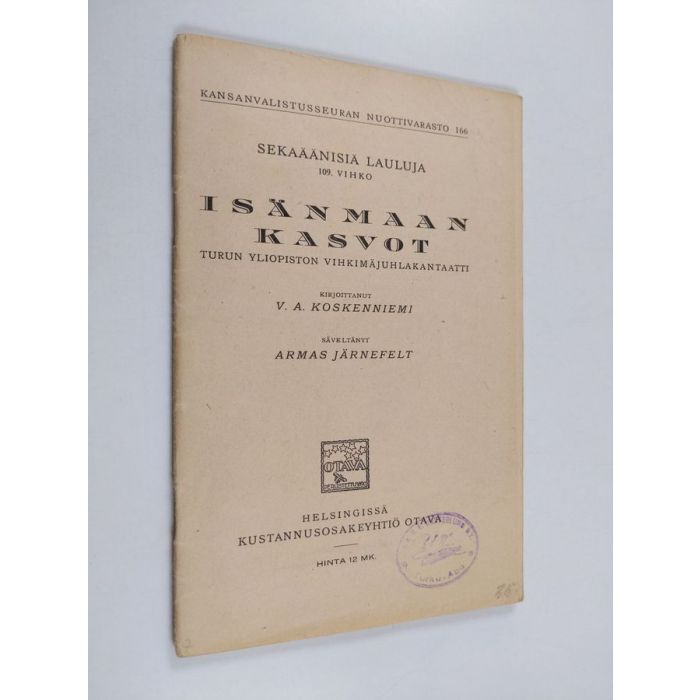 KANSANVALISTUSSEURAN NUOTTIVARASTO 166
SEKAÄÄNISIÄ LAULUJA
109. VIHKO
ISÄNMAAN
KASVOT
TURUN YLIOPISTON VIHKIMÄJUHLAKANTAATTI
KIRJOITTANUT
V. A. KOSKENNIEMI
SÄVELTÄNYT
ARMAS JÄRNEFELT
OTAVA
HELSINGISSÄ
KUSTANNUSOSAKEYHTIÖ OTAVA
HINTA 12 MK.